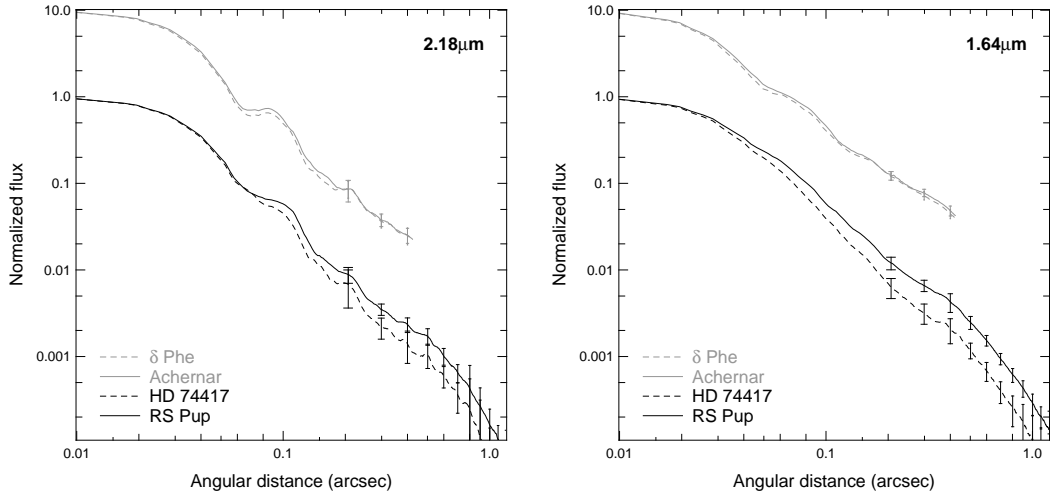 2.18μm
10.0
1.0
0.1
0.01
0.001
Normalized flux
δ Phe
Achernar
HD 74417
RS Pup
0.01
0.1
1.0
Angular distance (arcsec)
1.64μm
10.0
1.0
0.1
0.01
0.001
Normalized flux
δ Phe
Achernar
HD 74417
RS Pup
0.01
0.1
1.0
Angular distance (arcsec)